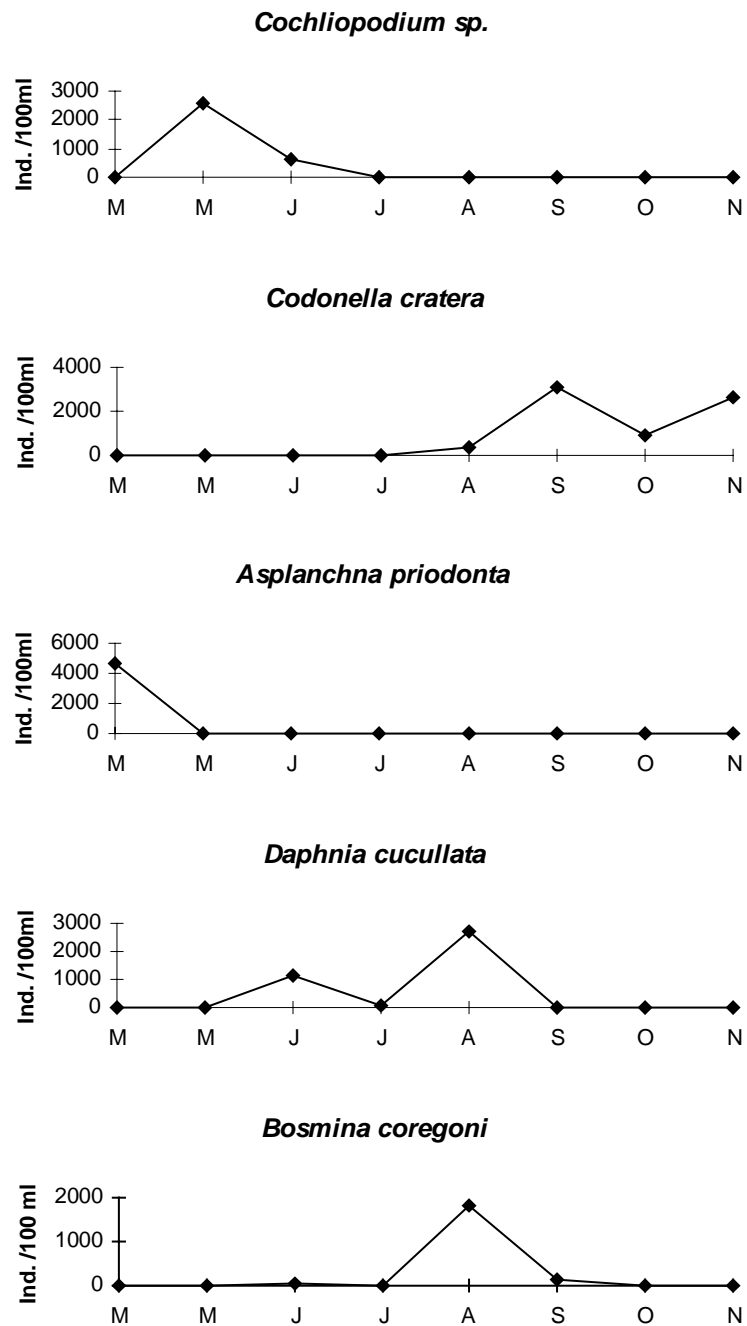 Cochliopodium sp.
Ind. /100ml
3000
2000
1000
0
M M J J A S O N
Codonella cratera
Ind. /100ml
4000
2000
0
M M J J A S O N
Asplanchna priodonta
Ind. /100ml
6000
4000
2000
0
M M J J A S O N
Daphnia cucullata
Ind. /100ml
3000
2000
1000
0
M M J J A S O N
Bosmina coregoni
Ind. /100 ml
2000
1000
0
M M J J A S O N